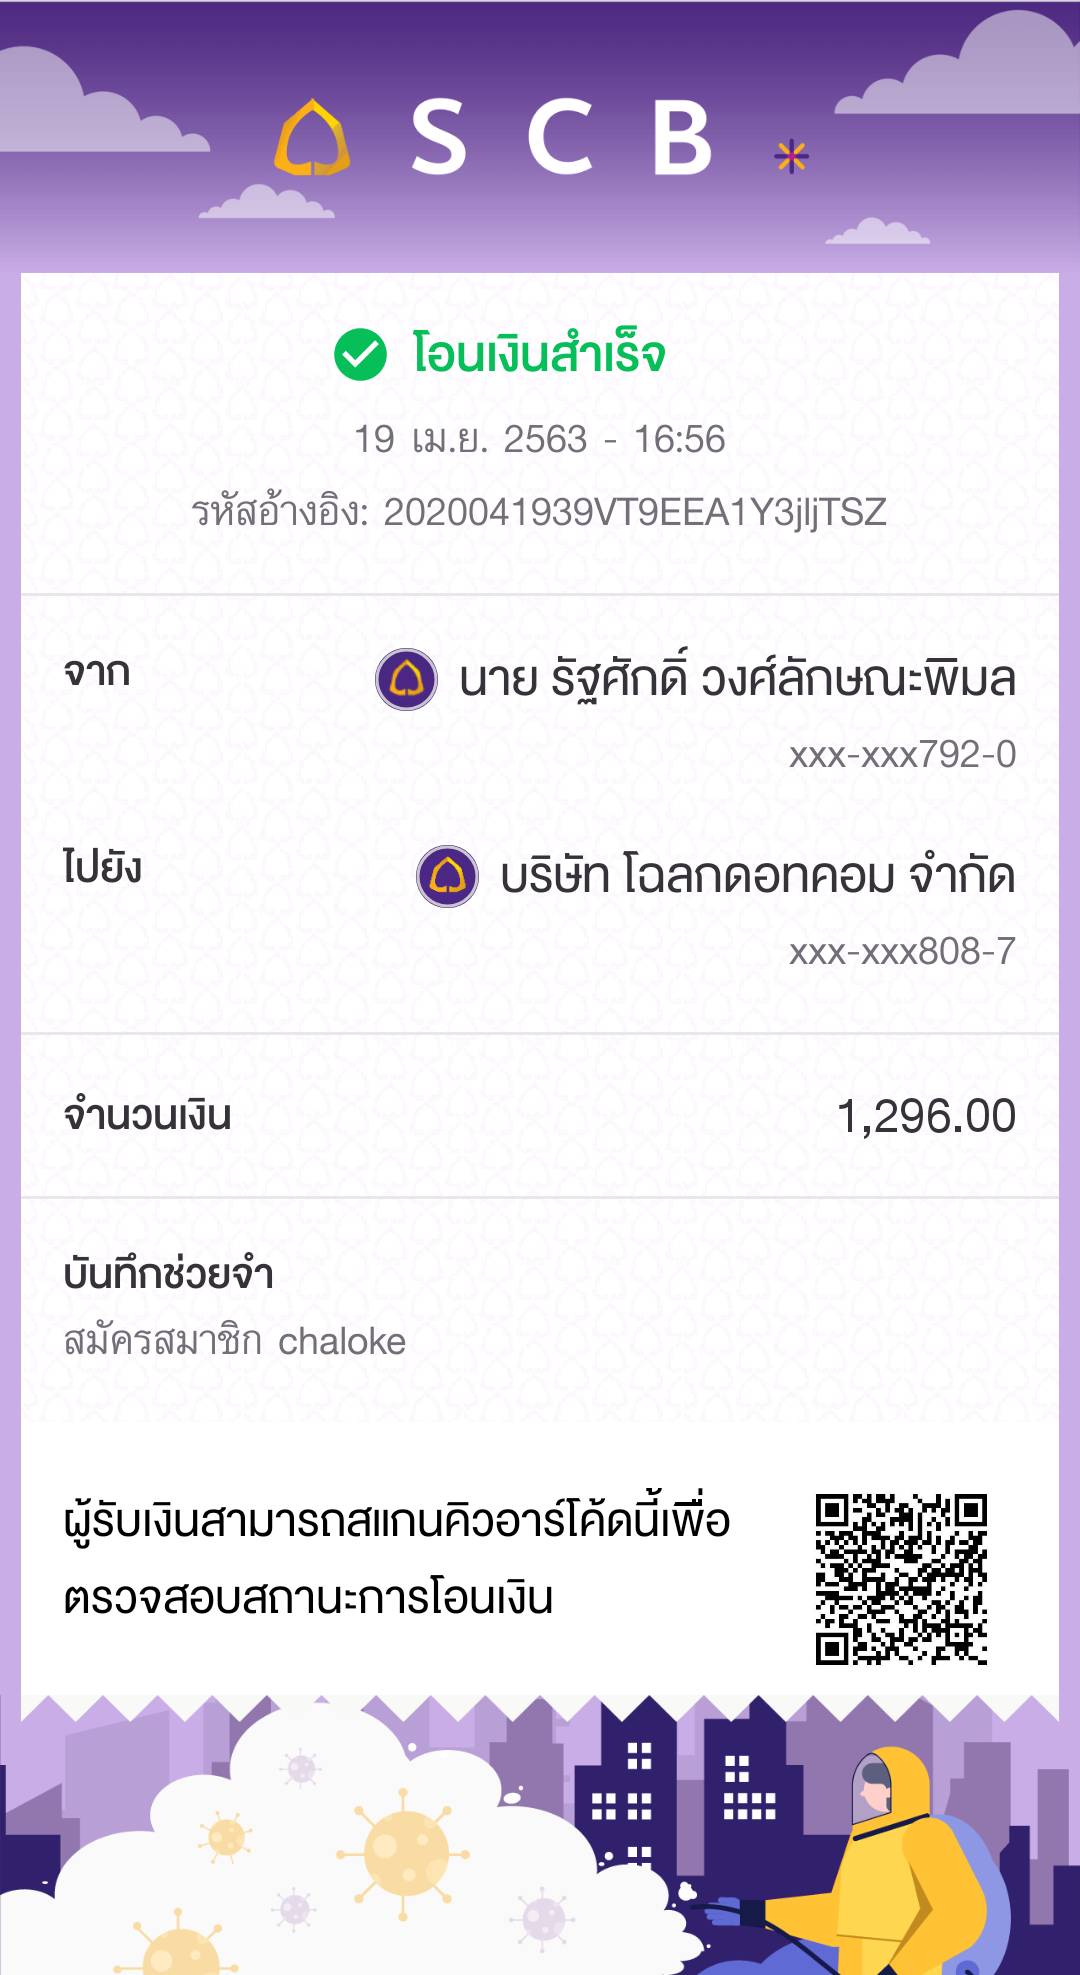 SCB
โอนเงินสำเร็จ
19 เม.ย. 2563 - 16:56
รหัสอ้างอิง: 2020041939VT9EEA1Y3jljTSZ
จาก
นาย รัฐศักดิ์ วงศ์ลักษณะพิมล
xxx-xxx792-0
ไปยัง
บริษัท โฉลกดอทคอม จำกัด
xxx-xxx808-7
จำนวนเงิน 1,296.00
บันทึกช่วยจำ
สมัครสมาชิก chaloke
ผู้รับเงินสามารถสแกนคิวอาร์โค้ดนี้เพื่อ
ตรวจสอบสถานะการโอนเงิน